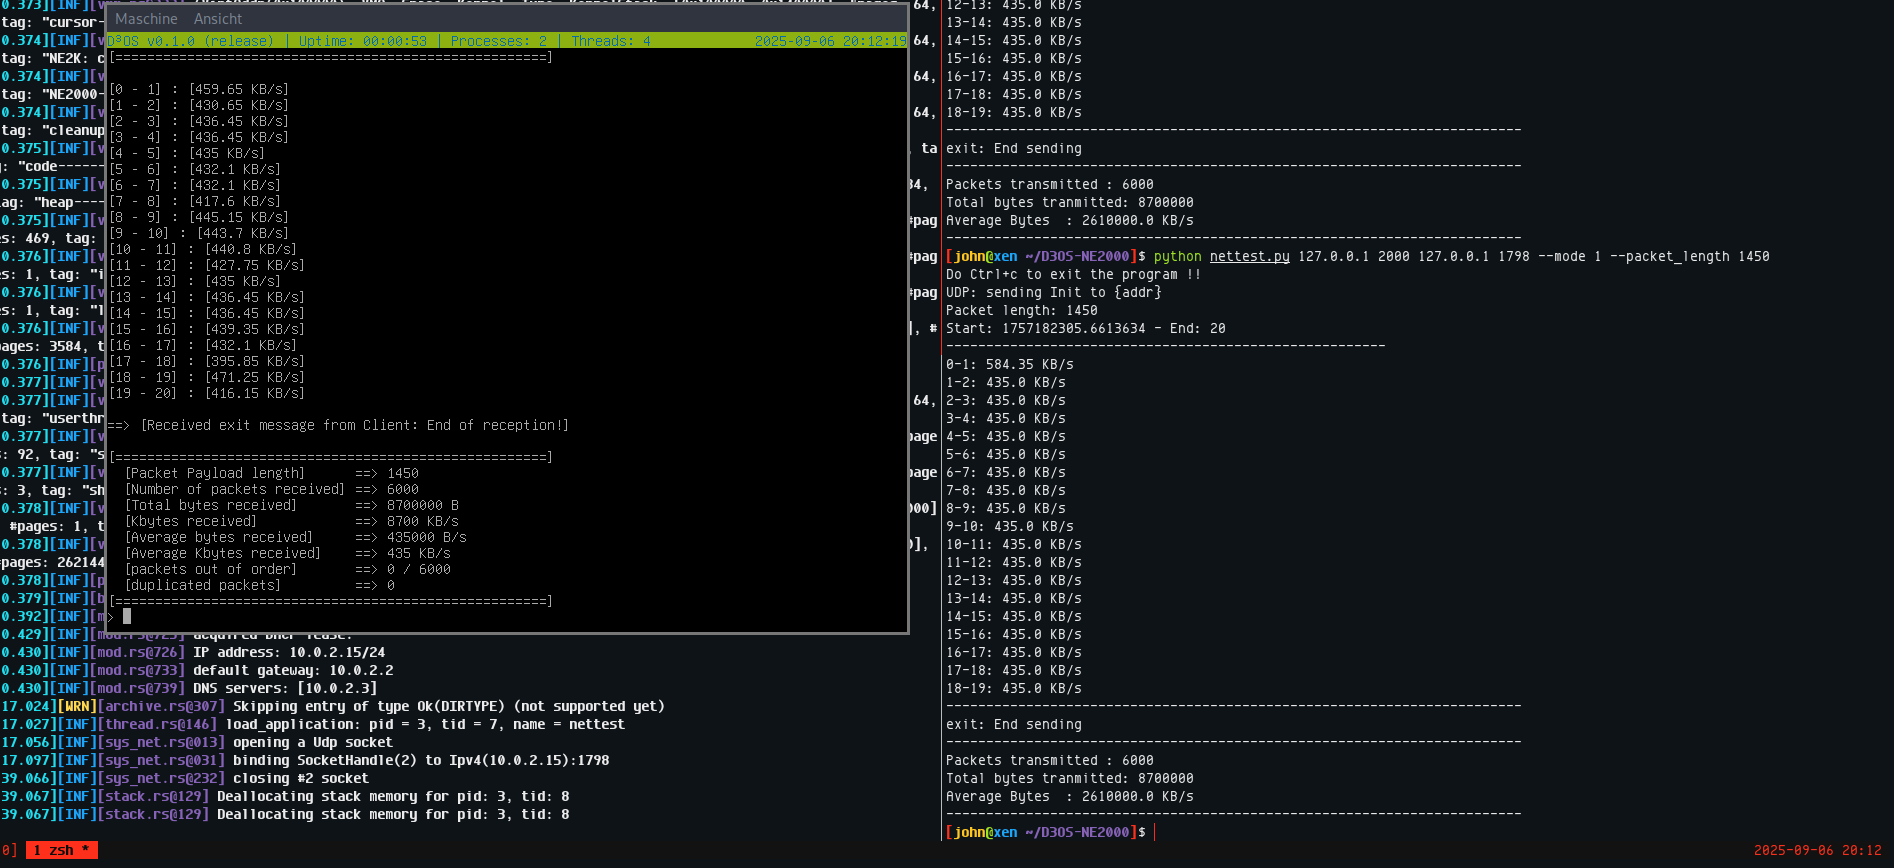 0.373][INF][v
tag: "cursor-
0.374][INF][v
tag: "NE2K: c
0.374][INF][v
tag: "NE2000-
0.374][INF][v
tag: "cleanup
0.375][INF][v
g: "code------
0.375][INF][v
ag: "heap----
0.375][INF][v
s: 469, tag:
0.376][INF][v
s: 1, tag: "i
0.376][INF][v
s: 1, tag: "l
0.376][INF][v
ages: 3584, t
0.376][INF][p
0.377][INF][v
0.377][INF][v
tag: "userthr
0.377][INF][v
s: 92, tag: "s
0.377][INF][v
s: 3, tag: "sh
0.378][INF][v
#pages: 1, t
0.378][INF][v
pages: 262144
0.378][INF][p
0.379][INF][b
0.392][INF][m
0.429][INF][mod.rs@725] acquired DHCP lease:
0.430][INF][mod.rs@726] IP address: 10.0.2.15/24
0.430][INF][mod.rs@733] default gateway: 10.0.2.2
0.430][INF][mod.rs@739] DNS servers: [10.0.2.3]
17.024][WRN][archive.rs@307] Skipping entry of type Ok(DIRTYPE) (not supported yet)
17.027][INF][thread.rs@146] load_application: pid = 3, tid = 7, name = nettest
17.056][INF][sys_net.rs@013] opening a Udp socket
17.097][INF][sys_net.rs@031] binding SocketHandle(2) to Ipv4(10.0.2.15):1798
39.066][INF][sys_net.rs@232] closing #2 socket
39.067][INF][stack.rs@129] Deallocating stack memory for pid: 3, tid: 8
39.067][INF][stack.rs@129] Deallocating stack memory for pid: 3, tid: 8
Maschine Ansicht
D³OS v0.1.0 (release) | Uptime: 00:00:53 | Processes: 2 | Threads: 4 2025-09-06 20:12:19
[======================================================]
[0 - 1] : [459.65 KB/s]
[1 - 2] : [430.65 KB/s]
[2 - 3] : [436.45 KB/s]
[3 - 4] : [436.45 KB/s]
[4 - 5] : [435 KB/s]
[5 - 6] : [432.1 KB/s]
[6 - 7] : [432.1 KB/s]
[7 - 8] : [417.6 KB/s]
[8 - 9] : [445.15 KB/s]
[9 - 10] : [443.7 KB/s]
[10 - 11] : [440.8 KB/s]
[11 - 12] : [427.75 KB/s]
[12 - 13] : [435 KB/s]
[13 - 14] : [436.45 KB/s]
[14 - 15] : [436.45 KB/s]
[15 - 16] : [439.35 KB/s]
[16 - 17] : [432.1 KB/s]
[17 - 18] : [395.85 KB/s]
[18 - 19] : [471.25 KB/s]
[19 - 20] : [416.15 KB/s]
==> [Received exit message from Client: End of reception!]
[======================================================]
[Packet Payload length] ==> 1450
[Number of packets received] ==> 6000
[Total bytes received] ==> 8700000 B
[Kbytes received] ==> 8700 KB/s
[Average bytes received] ==> 435000 B/s
[Average Kbytes received] ==> 435 KB/s
[packets out of order] ==> 0 / 6000
[duplicated packets] ==> 0
[======================================================]
>
64,
64,
64,
64,
, ta
84,
#pag
#pag
#pag
], #
64,
page
page
000]
0],
12-13: 435.0 KB/s
13-14: 435.0 KB/s
14-15: 435.0 KB/s
15-16: 435.0 KB/s
16-17: 435.0 KB/s
17-18: 435.0 KB/s
18-19: 435.0 KB/s
------------------------------------------------------------------------
exit: End sending
------------------------------------------------------------------------
Packets transmitted : 6000
Total bytes tranmitted: 8700000
Average Bytes : 2610000.0 KB/s
------------------------------------------------------------------------
[john@xen ~/D3OS-NE2000]$ python nettest.py 127.0.0.1 2000 127.0.0.1 1798 --mode 1 --packet_length 1450
Do Ctrl+c to exit the program !!
UDP: sending Init to {addr}
Packet length: 1450
Start: 1757182305.6613634 - End: 20
-------------------------------------------------------
0-1: 584.35 KB/s
1-2: 435.0 KB/s
2-3: 435.0 KB/s
3-4: 435.0 KB/s
4-5: 435.0 KB/s
5-6: 435.0 KB/s
6-7: 435.0 KB/s
7-8: 435.0 KB/s
8-9: 435.0 KB/s
9-10: 435.0 KB/s
10-11: 435.0 KB/s
11-12: 435.0 KB/s
12-13: 435.0 KB/s
13-14: 435.0 KB/s
14-15: 435.0 KB/s
15-16: 435.0 KB/s
16-17: 435.0 KB/s
17-18: 435.0 KB/s
18-19: 435.0 KB/s
------------------------------------------------------------------------
exit: End sending
------------------------------------------------------------------------
Packets transmitted : 6000
Total bytes tranmitted: 8700000
Average Bytes : 2610000.0 KB/s
------------------------------------------------------------------------
[john@xen ~/D3OS-NE2000]$
0] 1 zsh * 2025-09-06 20:12